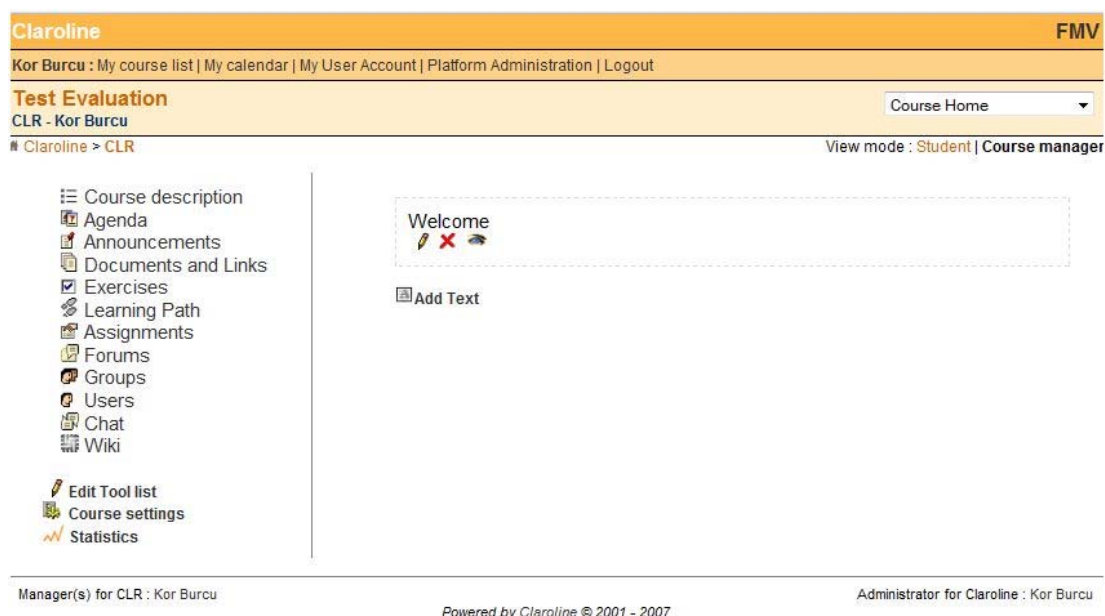 Claroline FMV
Kor Burcu : My course list | My calendar | My User Account | Platform Administration | Logout
Test Evaluation
CLR - Kor Burcu
Course Home
Claroline > CLR
View mode : Student | Course manager
Course description
Agenda
Announcements
Documents and Links
Exercises
Learning Path
Assignments
Forums
Groups
Users
Chat
Wiki
Edit Tool list
Course settings
Statistics
Welcome
Add Text
Manager(s) for CLR : Kor Burcu
Administrator for Claroline : Kor Burcu
Powered by Claroline © 2001 - 2007